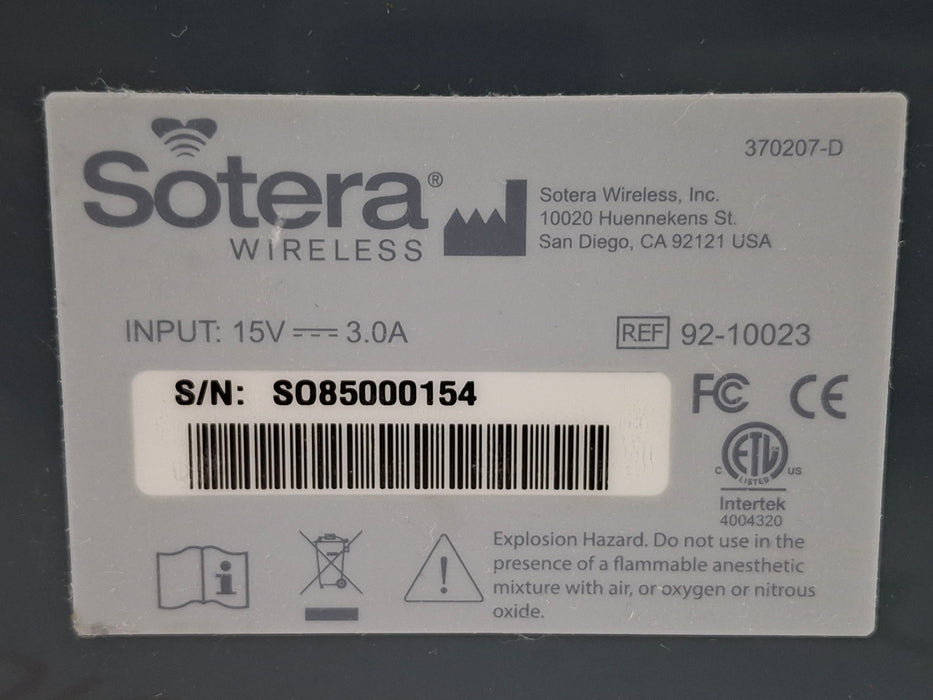 370207-D
Sotera®
WIRELESS
Sotera Wireless, Inc.
10020 Huennekens St.
San Diego, CA 92121 USA
INPUT: 15V ⎓ 3.0A
REF 92-10023
S/N: SO85000154
FC CE
C ETL US
LISTED
Intertek
4004320
Explosion Hazard. Do not use in the
presence of a flammable anesthetic
mixture with air, or oxygen or nitrous
oxide.